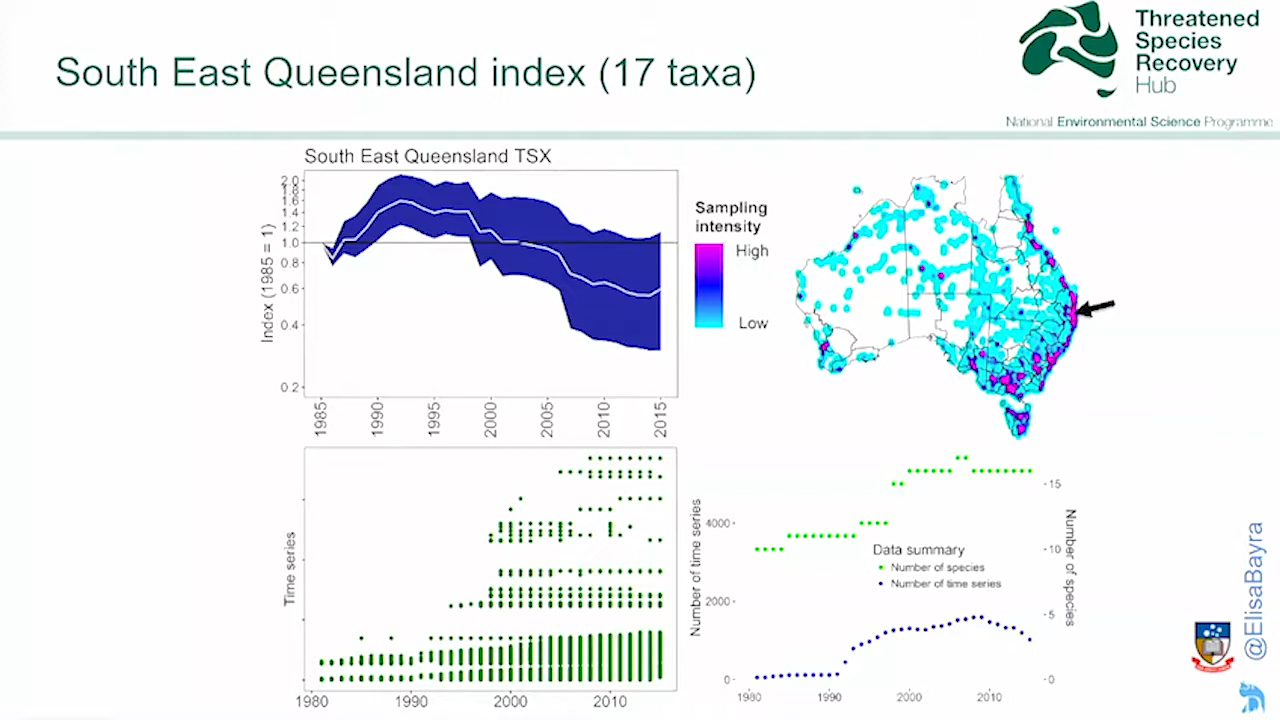 South East Queensland index (17 taxa)
Threatened
Species
Recovery
Hub
National Environmental Science Programme
South East Queensland TSX
Index (1985 = 1)
2.0
1.8
1.6
1.4
1.2
1.0
0.8
0.6
0.4
0.2
1985
1990
1995
2000
2005
2010
2015
Sampling
intensity
High
Low
Time series
1980
1990
2000
2010
Number of time series
4000
2000
0
Data summary
Number of species
Number of time series
15
10
5
0
Number of species
1980
1990
2000
2010
@ElisaBayra